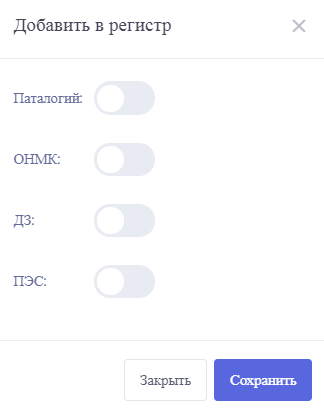 Добавить в регистр
Паталогий:
ОНМК:
ДЗ:
ПЭС:
Закрыть
Сохранить